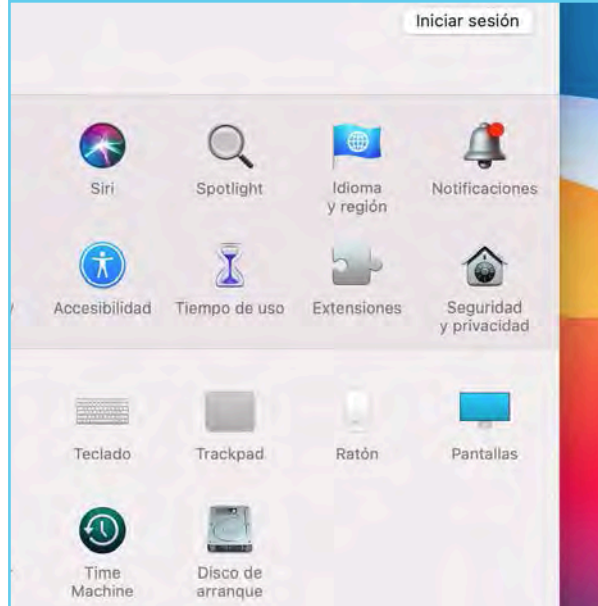 Iniciar sesión
Siri
Spotlight
Idioma
y región
Notificaciones
Accesibilidad
Tiempo de uso
Extensiones
Seguridad
y privacidad
Teclado
Trackpad
Ratón
Pantallas
Time
Machine
Disco de
arranque